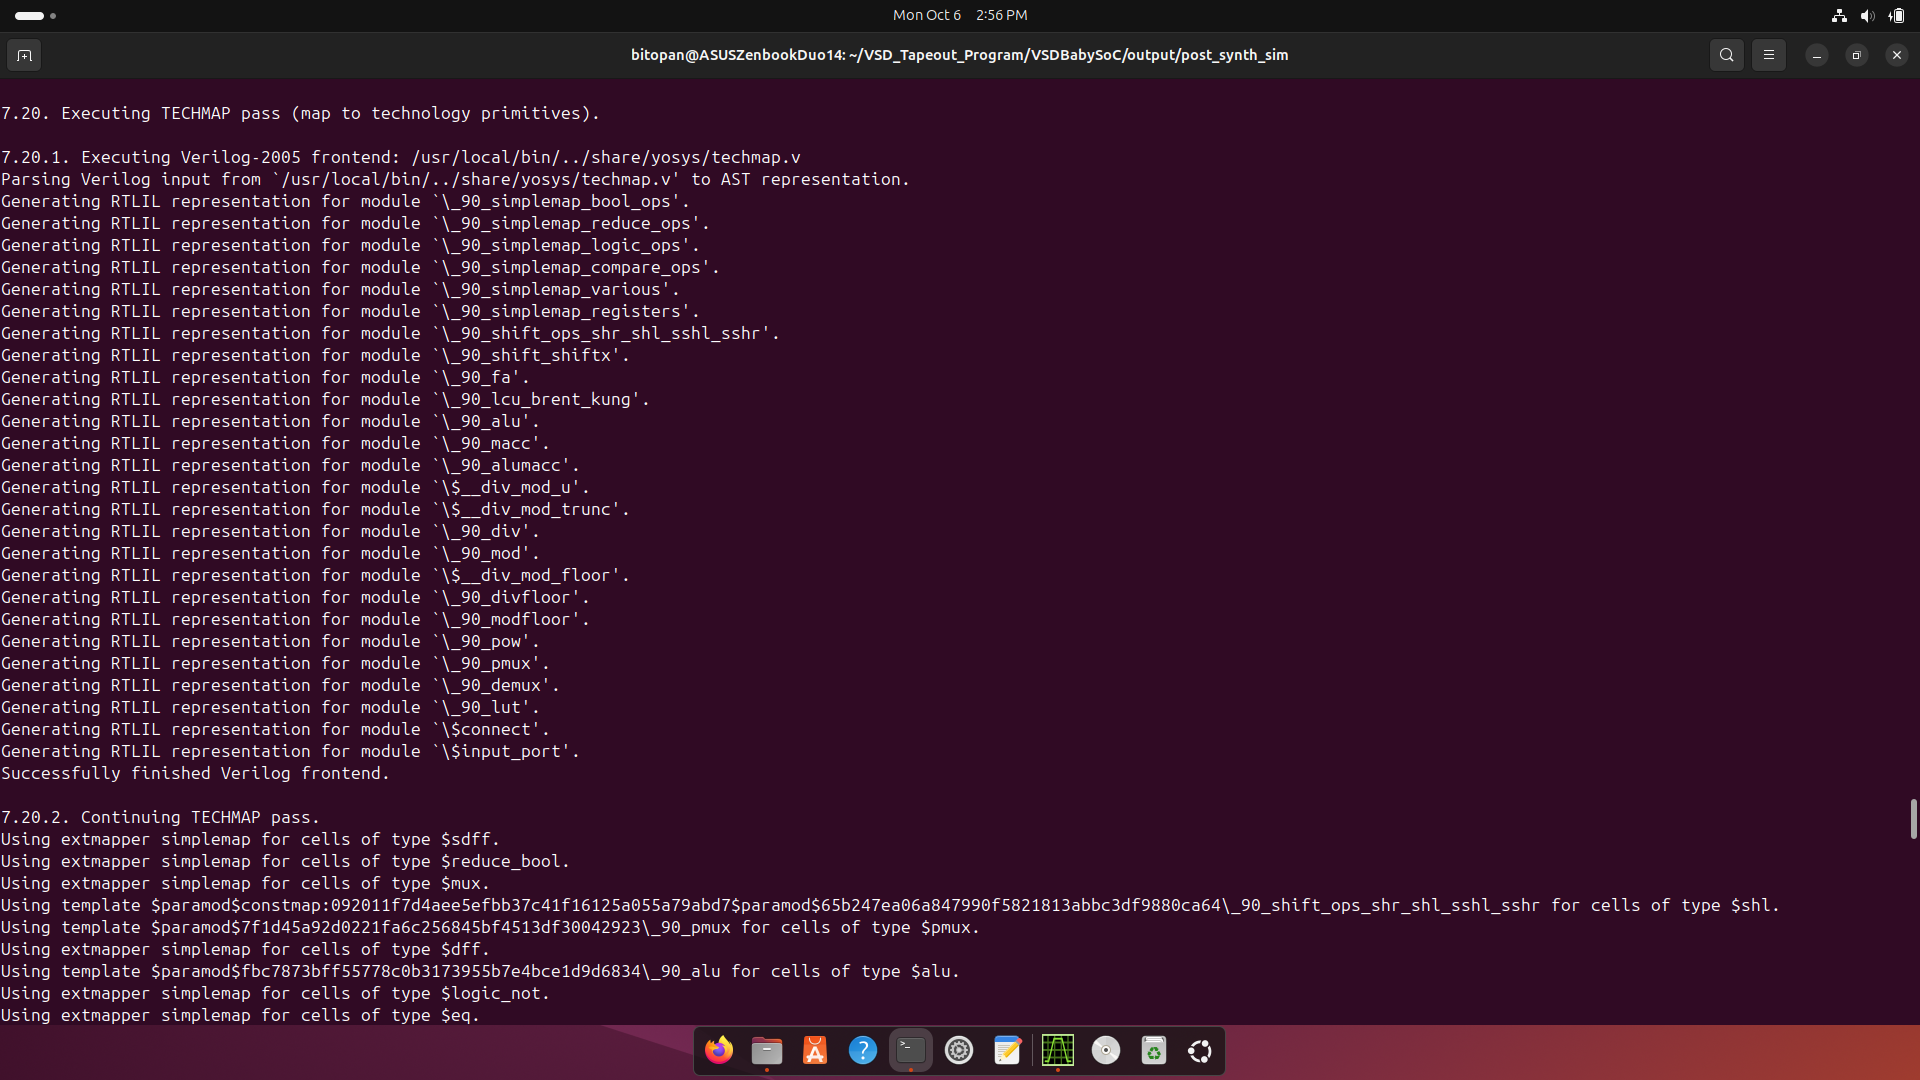 Mon Oct 6 2:56 PM
bitopan@ASUSZenbookDuo14: ~/VSD_Tapeout_Program/VSDBabySoC/output/post_synth_sim
7.20. Executing TECHMAP pass (map to technology primitives).
7.20.1. Executing Verilog-2005 frontend: /usr/local/bin/../share/yosys/techmap.v
Parsing Verilog input from `/usr/local/bin/../share/yosys/techmap.v' to AST representation.
Generating RTLIL representation for module `\_90_simplemap_bool_ops'.
Generating RTLIL representation for module `\_90_simplemap_reduce_ops'.
Generating RTLIL representation for module `\_90_simplemap_logic_ops'.
Generating RTLIL representation for module `\_90_simplemap_compare_ops'.
Generating RTLIL representation for module `\_90_simplemap_various'.
Generating RTLIL representation for module `\_90_simplemap_registers'.
Generating RTLIL representation for module `\_90_shift_ops_shr_shl_sshl_sshr'.
Generating RTLIL representation for module `\_90_shift_shiftx'.
Generating RTLIL representation for module `\_90_fa'.
Generating RTLIL representation for module `\_90_lcu_brent_kung'.
Generating RTLIL representation for module `\_90_alu'.
Generating RTLIL representation for module `\_90_macc'.
Generating RTLIL representation for module `\_90_alumacc'.
Generating RTLIL representation for module `\$__div_mod_u'.
Generating RTLIL representation for module `\$__div_mod_trunc'.
Generating RTLIL representation for module `\_90_div'.
Generating RTLIL representation for module `\_90_mod'.
Generating RTLIL representation for module `\$__div_mod_floor'.
Generating RTLIL representation for module `\_90_divfloor'.
Generating RTLIL representation for module `\_90_modfloor'.
Generating RTLIL representation for module `\_90_pow'.
Generating RTLIL representation for module `\_90_pmux'.
Generating RTLIL representation for module `\_90_demux'.
Generating RTLIL representation for module `\_90_lut'.
Generating RTLIL representation for module `\$connect'.
Generating RTLIL representation for module `\$input_port'.
Successfully finished Verilog frontend.
7.20.2. Continuing TECHMAP pass.
Using extmapper simplemap for cells of type $sdff.
Using extmapper simplemap for cells of type $reduce_bool.
Using extmapper simplemap for cells of type $mux.
Using template $paramod$constmap:092011f7d4aee5efbb37c41f16125a055a79abd7$paramod$65b247ea06a847990f5821813abbc3df9880ca64\_90_shift_ops_shr_shl_sshl_sshr for cells of type $shl.
Using template $paramod$7f1d45a92d0221fa6c256845bf4513df30042923\_90_pmux for cells of type $pmux.
Using extmapper simplemap for cells of type $dff.
Using template $paramod$fbc7873bff55778c0b3173955b7e4bce1d9d6834\_90_alu for cells of type $alu.
Using extmapper simplemap for cells of type $logic_not.
Using extmapper simplemap for cells of type $eq.